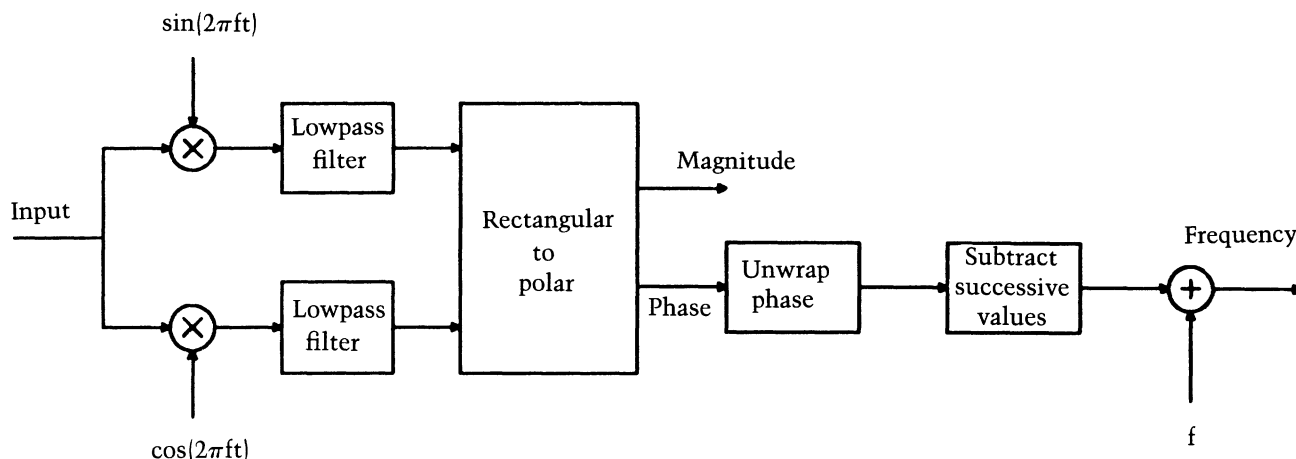 sin(2πft)
Lowpass
filter
Input
Lowpass
filter
cos(2πft)
Rectangular
to
polar
Magnitude
Phase
Unwrap
phase
Subtract
successive
values
Frequency
+
f